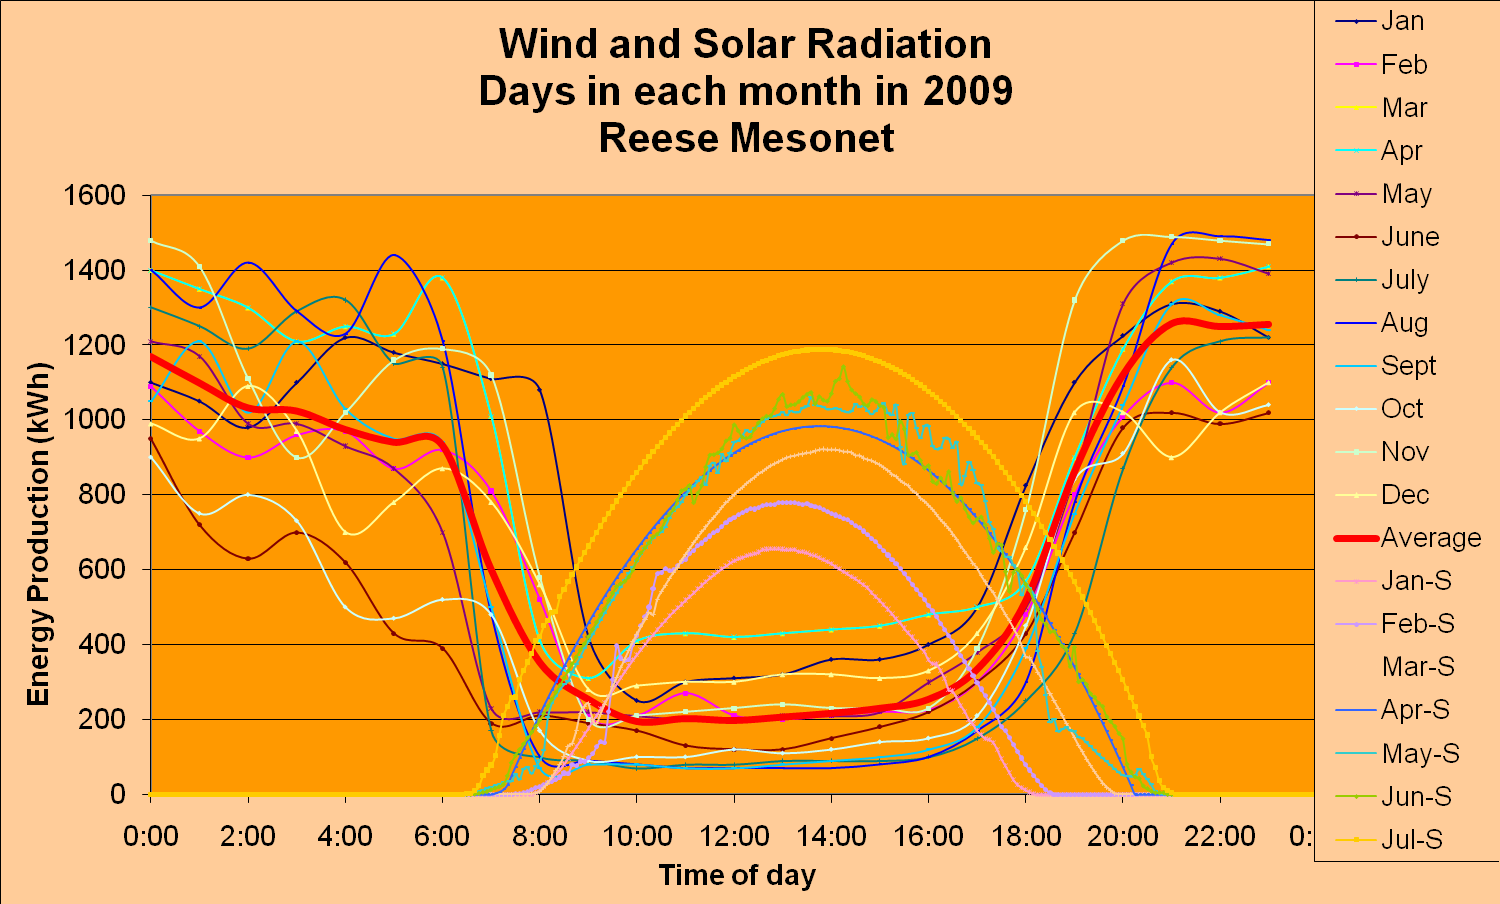 Wind and Solar Radiation
Days in each month in 2009
Reese Mesonet
Energy Production (kWh)
1600
1400
1200
1000
800
600
400
200
0
0:00 2:00 4:00 6:00 8:00 10:00 12:00 14:00 16:00 18:00 20:00 22:00 0:
Time of day
Jan
Feb
Mar
Apr
May
June
July
Aug
Sept
Oct
Nov
Dec
Average
Jan-S
Feb-S
Mar-S
Apr-S
May-S
Jun-S
Jul-S